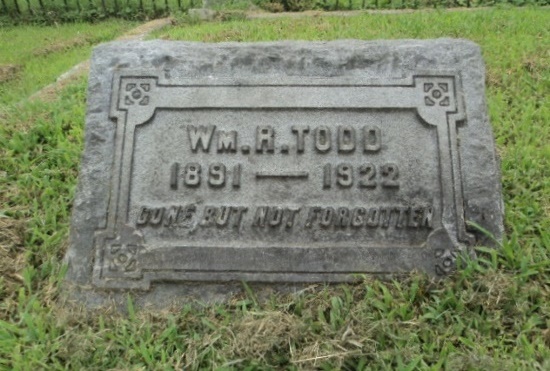 WM. R. TODD
1891 — 1922
GONE BUT NOT FORGOTTEN